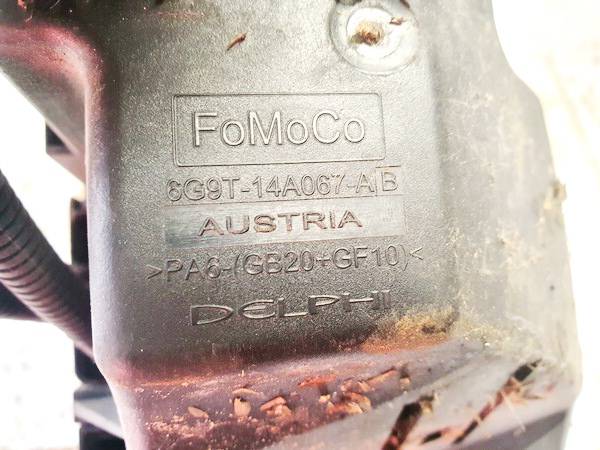 FoMoCo
6G9T-14A067-AB
AUSTRIA
>PA6-(GB20+GF10)<
DELPHI